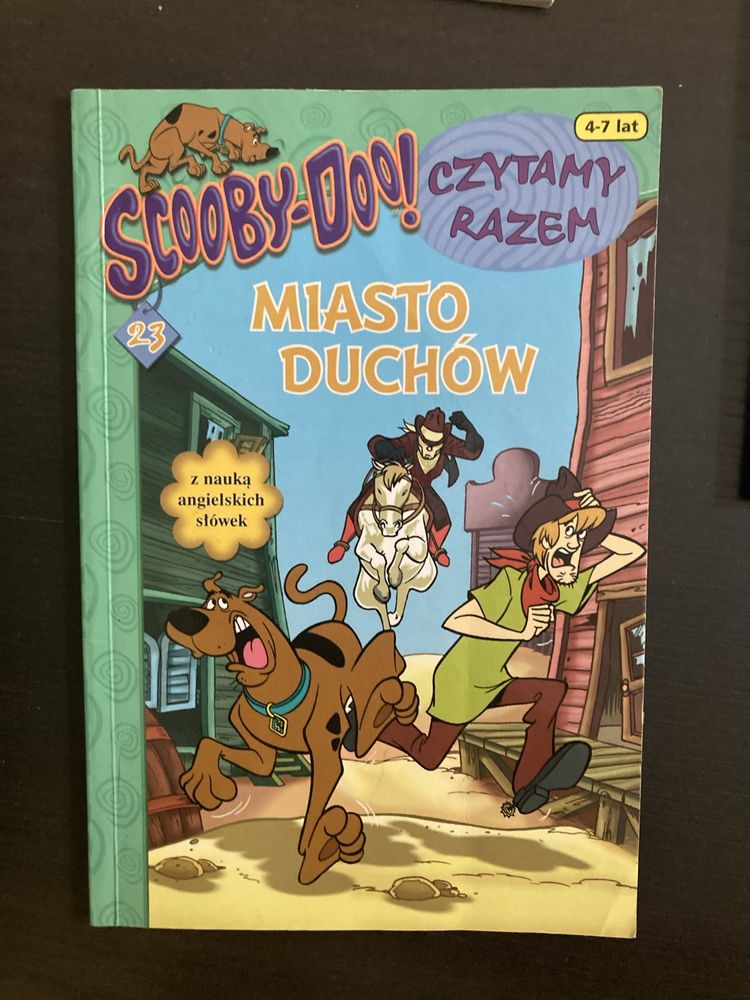 4-7 lat
SCOOBY-DOO!
CZYTAMY
RAZEM
23
MIASTO
DUCHÓW
z nauką
angielskich
słówek